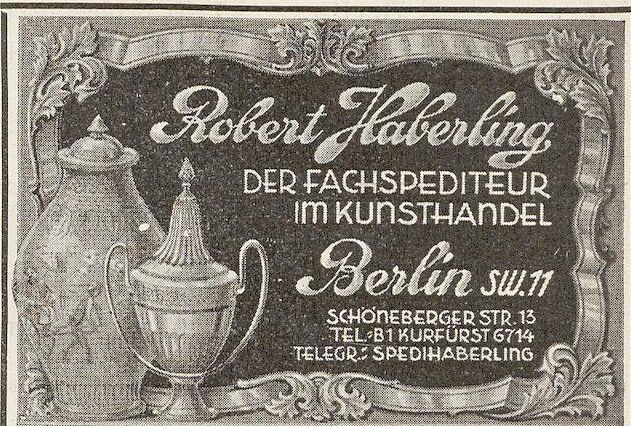 Robert Haberling
DER FACHSPEDITEUR
IM KUNSTHANDEL
Berlin SW.11
SCHÖNEBERGER STR. 13
TEL.-B1 KURFÜRST 6714
TELEGR.: SPEDIHABERLING